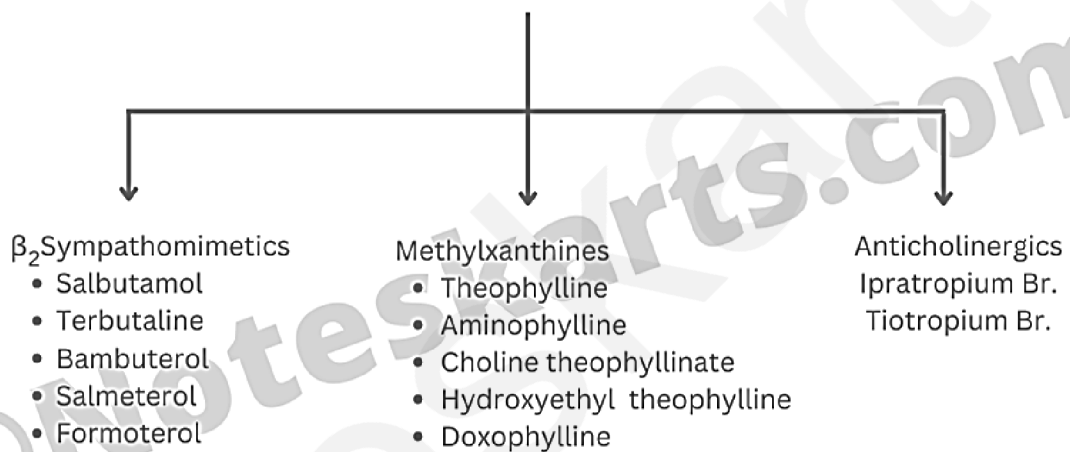 β₂Sympathomimetics
• Salbutamol
• Terbutaline
• Bambuterol
• Salmeterol
• Formoterol
Methylxanthines
• Theophylline
• Aminophylline
• Choline theophyllinate
• Hydroxyethyl theophylline
• Doxophylline
Anticholinergics
Ipratropium Br.
Tiotropium Br.
©Noteskarts.com